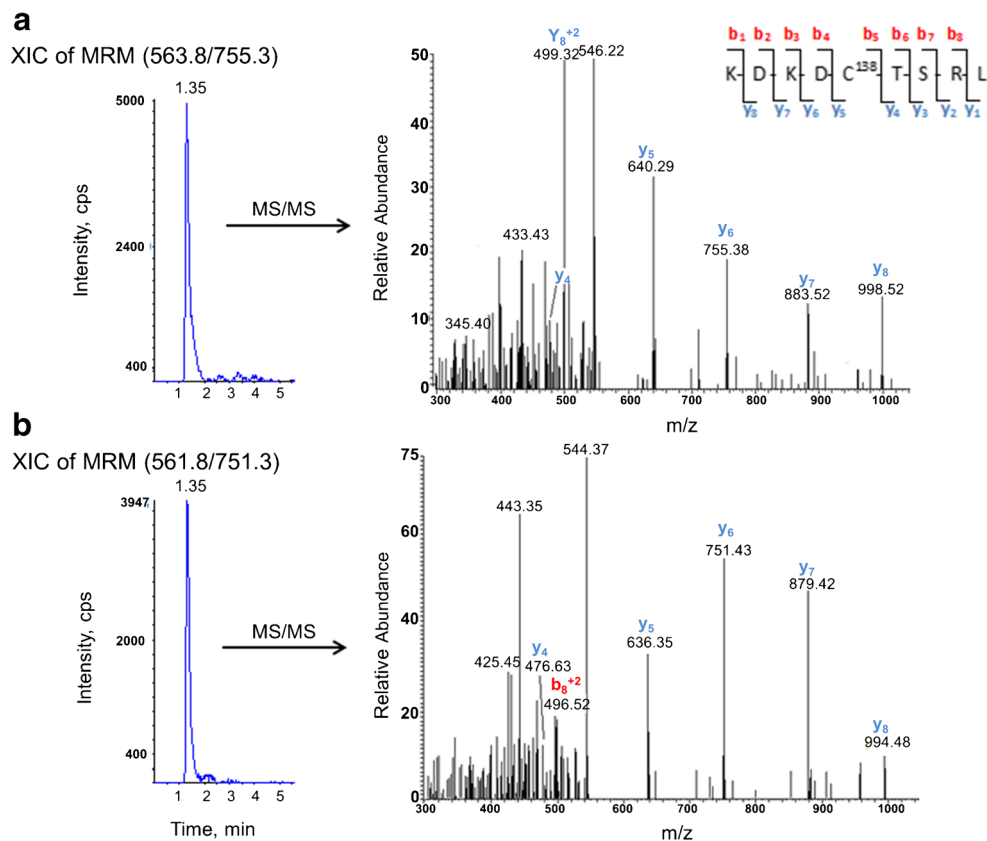 a
XIC of MRM (563.8/755.3)
1.35
5000
2400
400
1 2 3 4 5
Intensity, cps
MS/MS
Y₈⁺²
499.32 546.22
50
40
30
20
10
0
Relative Abundance
y₅
640.29
y₆
755.38
y₇
883.52
y₈
998.52
433.43
y₄
345.40
300 400 500 600 700 800 900 1000
m/z
b₁ b₂ b₃ b₄ b₅ b₆ b₇ b₈
K- D- K- D- C¹³⁸- T- S- R- L
y₈ y₇ y₆ y₅ y₄ y₃ y₂ y₁
b
XIC of MRM (561.8/751.3)
1.35
3947
2000
400
1 2 3 4 5
Intensity, cps
Time, min
MS/MS
544.37
75
60
40
20
0
Relative Abundance
443.35
y₆
751.43
y₇
879.42
y₅
636.35
y₄
425.45 476.63
b₈⁺²
496.52
y₈
994.48
300 400 500 600 700 800 900 1000
m/z